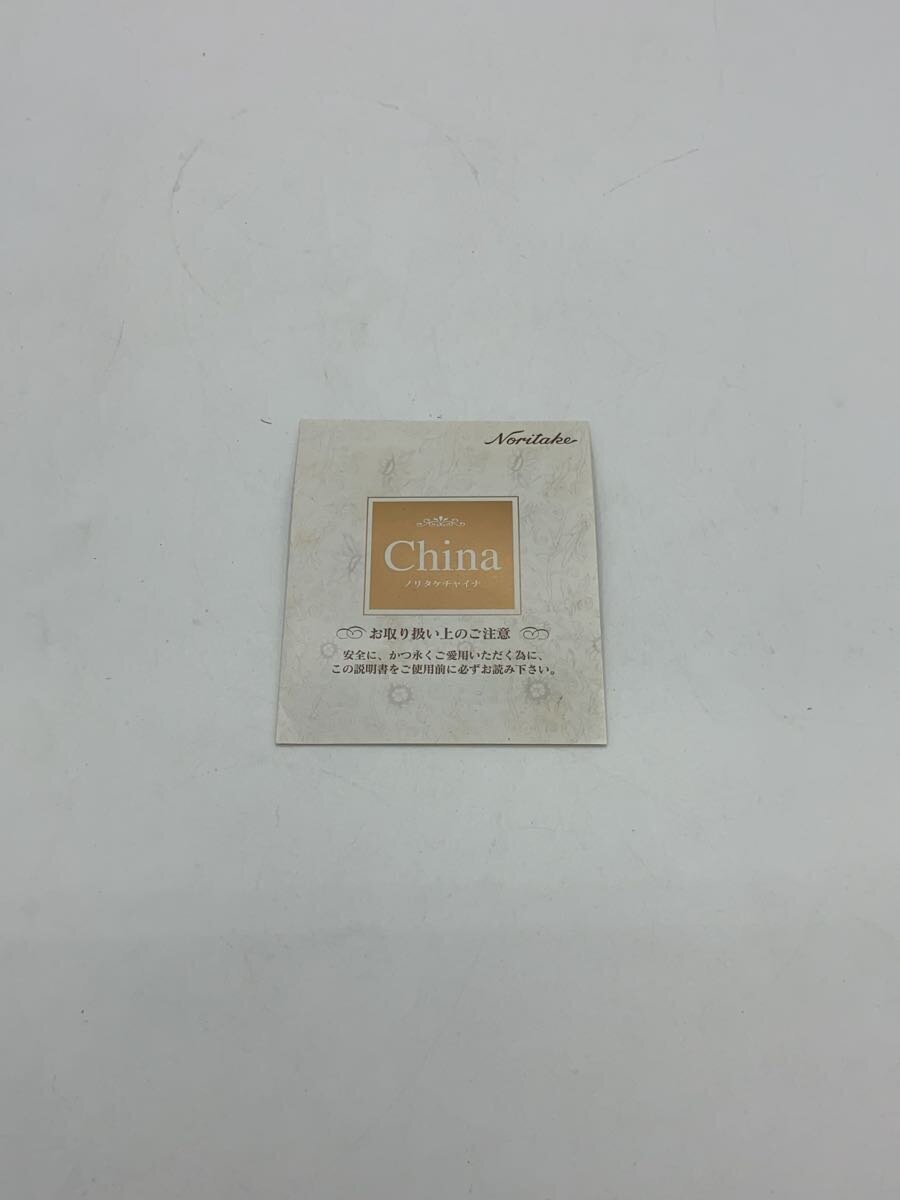 Noritake
China
ノリタケチャイナ
お取り扱い上のご注意
安全に、かつ永くご愛用いただく為に、
この説明書をご使用前に必ずお読み下さい。